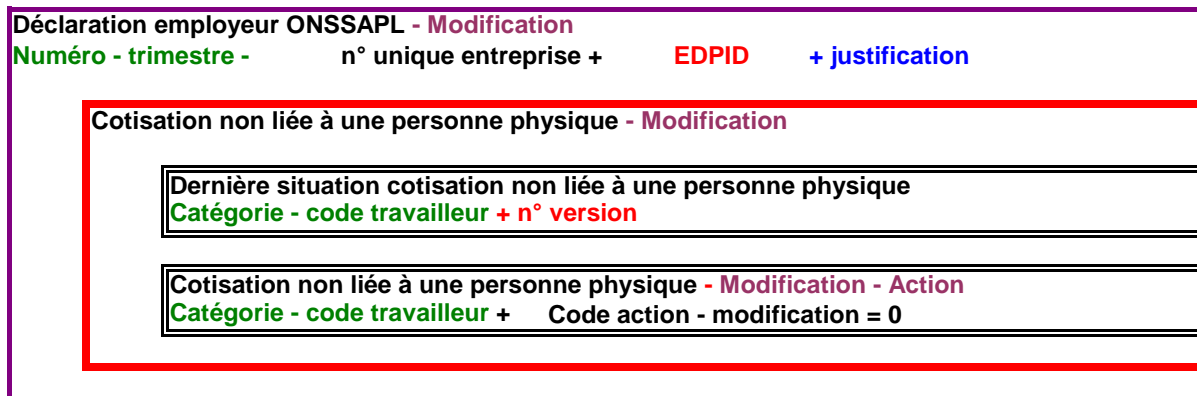 Déclaration employeur ONSSAPL - Modification
Numéro - trimestre - n° unique entreprise + EDPID + justification
Cotisation non liée à une personne physique - Modification
Dernière situation cotisation non liée à une personne physique
Catégorie - code travailleur + n° version
Cotisation non liée à une personne physique - Modification - Action
Catégorie - code travailleur + Code action - modification = 0